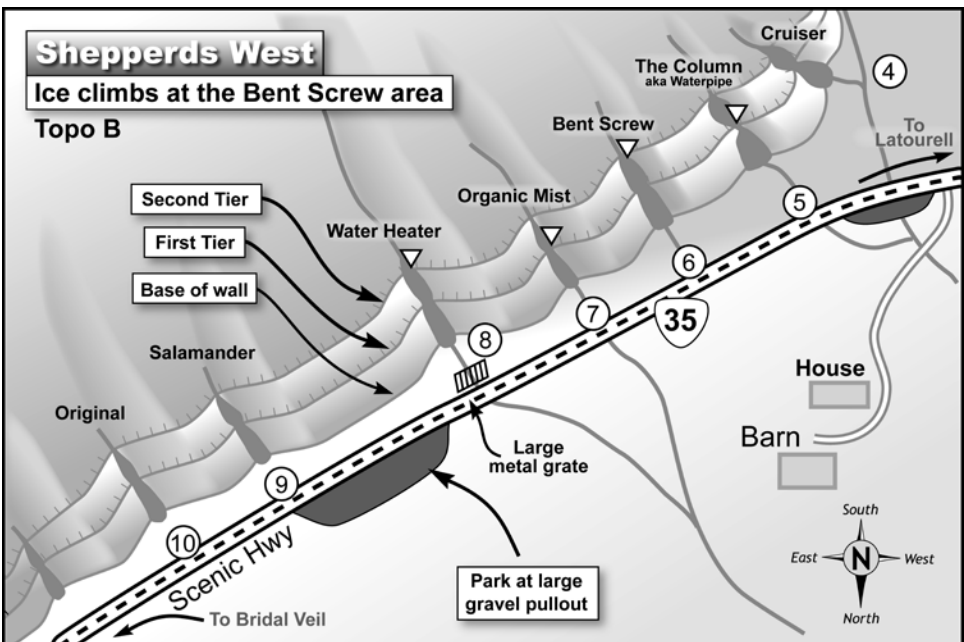 Shepperds West
Ice climbs at the Bent Screw area
Topo B
Cruiser
The Column
aka Waterpipe
4
Bent Screw
To
Latourell
Second Tier
Organic Mist
5
First Tier
Water Heater
6
Base of wall
7
35
8
Salamander
House
Original
Large
metal grate
Barn
9
10
Scenic Hwy
South
East
N
West
North
Park at large
gravel pullout
To Bridal Veil